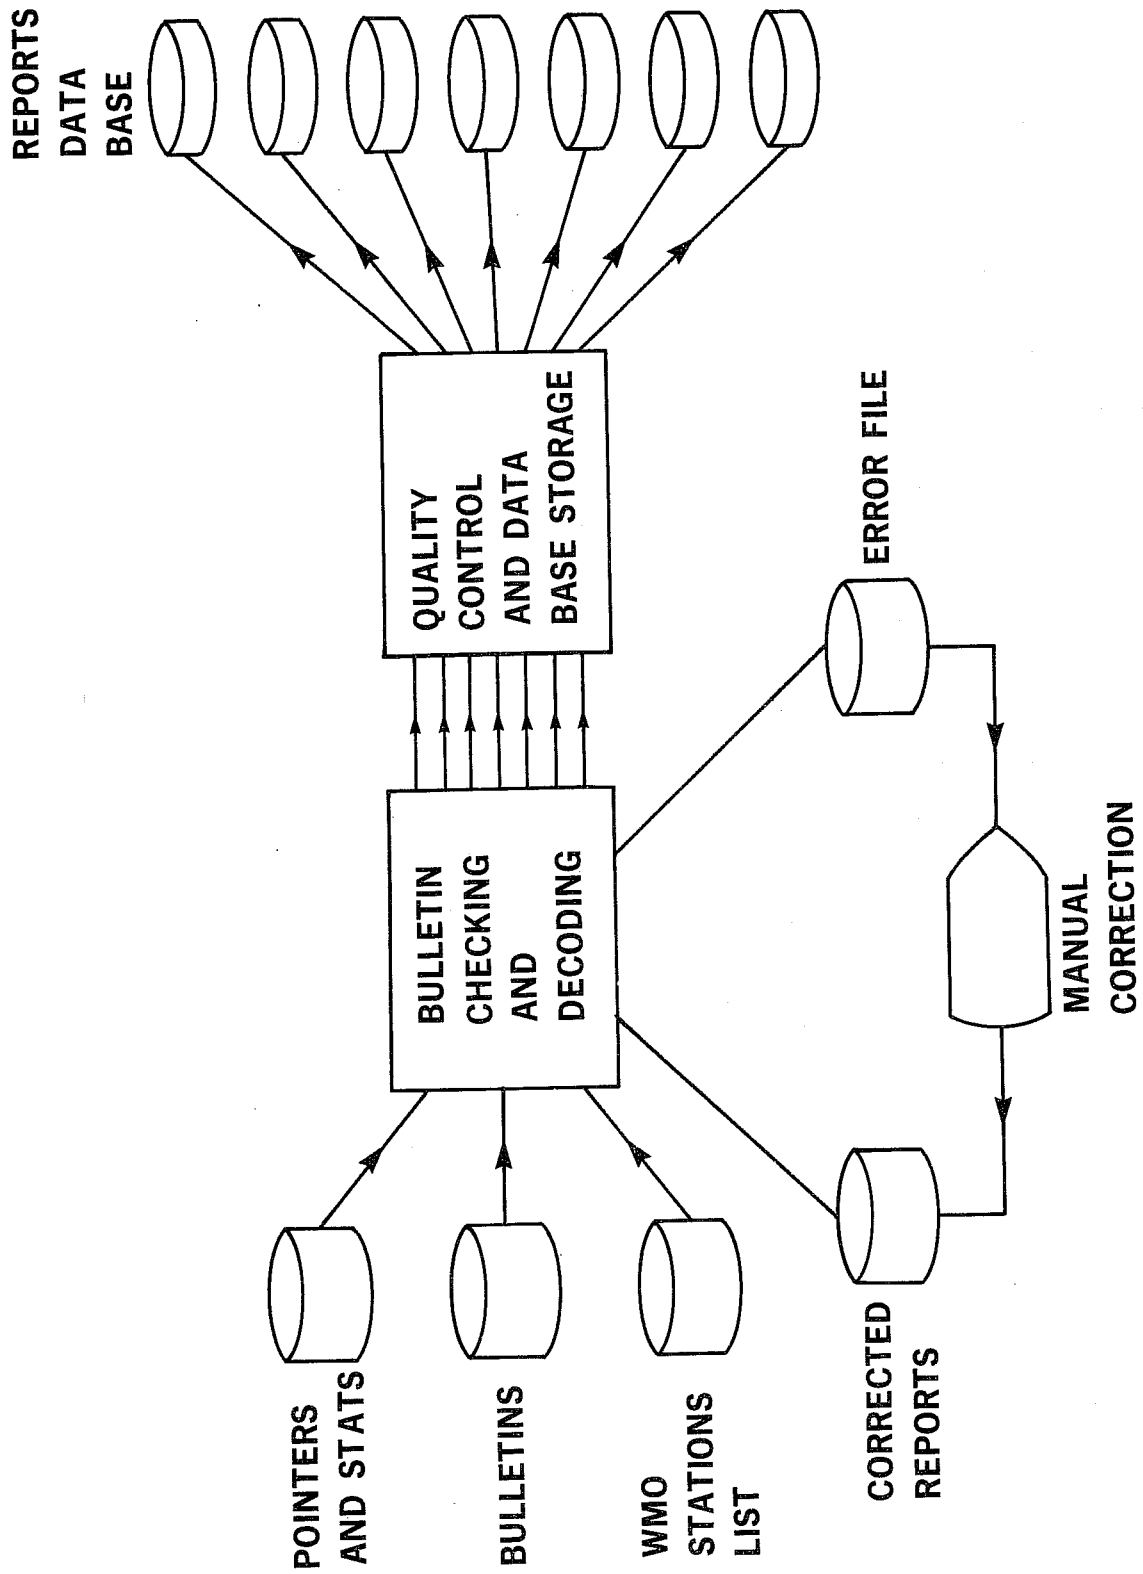 POINTERS
AND STATS
BULLETINS
WMO
STATIONS
LIST
BULLETIN
CHECKING
AND
DECODING
QUALITY
CONTROL
AND DATA
BASE STORAGE
REPORTS
DATA
BASE
CORRECTED
REPORTS
MANUAL
CORRECTION
ERROR FILE